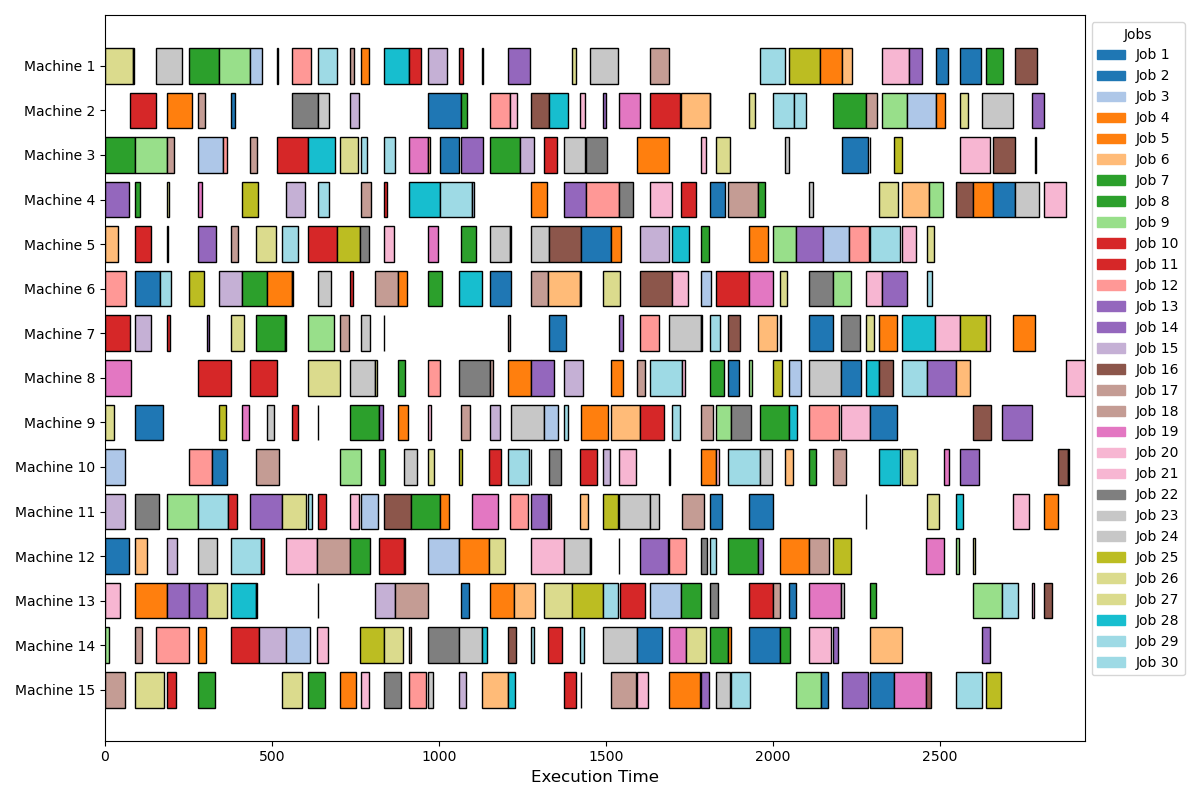 Machine 1
Machine 2
Machine 3
Machine 4
Machine 5
Machine 6
Machine 7
Machine 8
Machine 9
Machine 10
Machine 11
Machine 12
Machine 13
Machine 14
Machine 15
0 500 1000 1500 2000 2500
Execution Time
Jobs
Job 1
Job 2
Job 3
Job 4
Job 5
Job 6
Job 7
Job 8
Job 9
Job 10
Job 11
Job 12
Job 13
Job 14
Job 15
Job 16
Job 17
Job 18
Job 19
Job 20
Job 21
Job 22
Job 23
Job 24
Job 25
Job 26
Job 27
Job 28
Job 29
Job 30